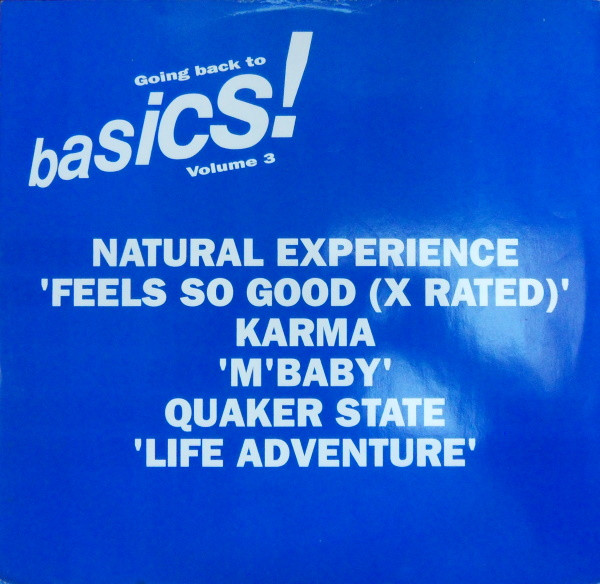 Going back to
basics!
Volume 3
NATURAL EXPERIENCE
'FEELS SO GOOD (X RATED)'
KARMA
'M'BABY'
QUAKER STATE
'LIFE ADVENTURE'